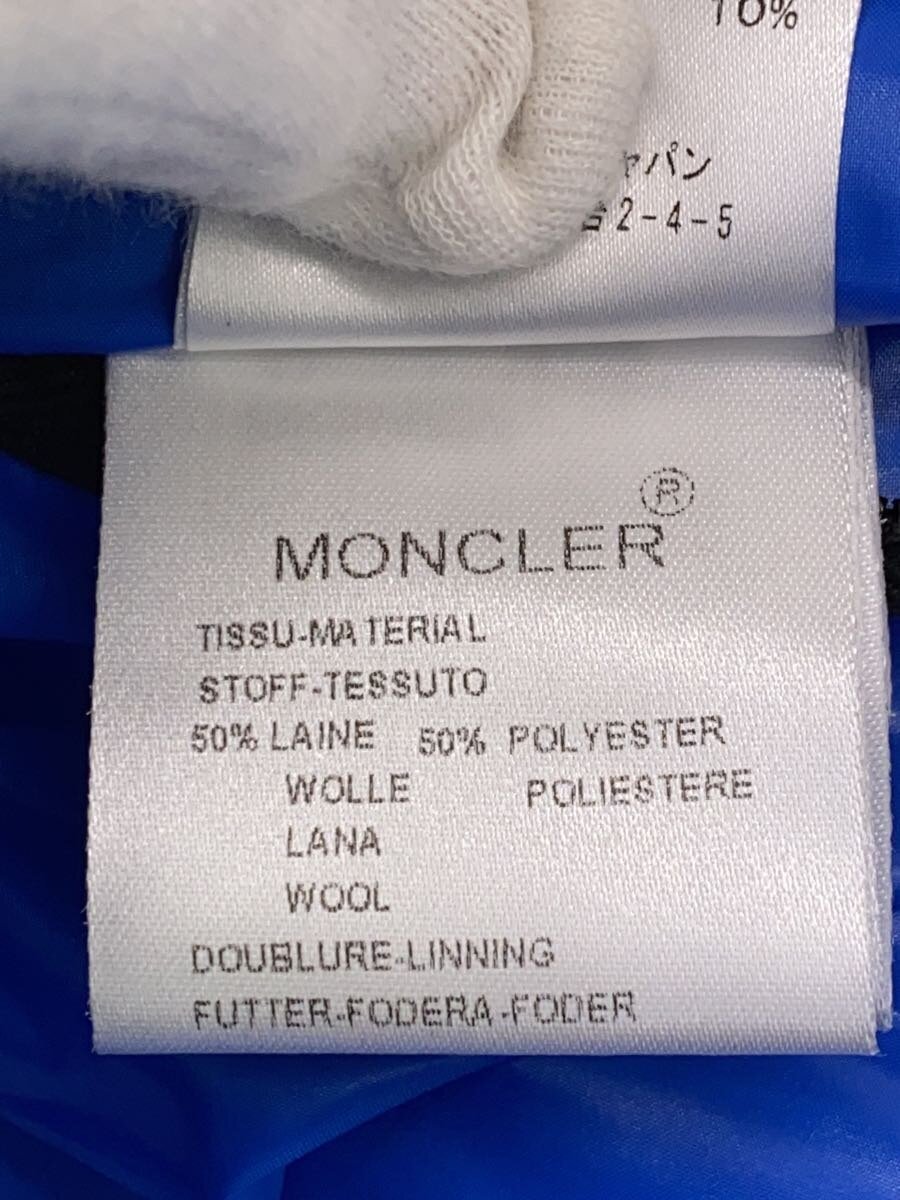 10%
パン
2-4-5
MONCLER®
TISSU-MATERIAL
STOFF-TESSUTO
50% LAINE 50% POLYESTER
WOLLE POLIESTERE
LANA
WOOL
DOUBLURE-LINNING
FUTTER-FODERA-FODER